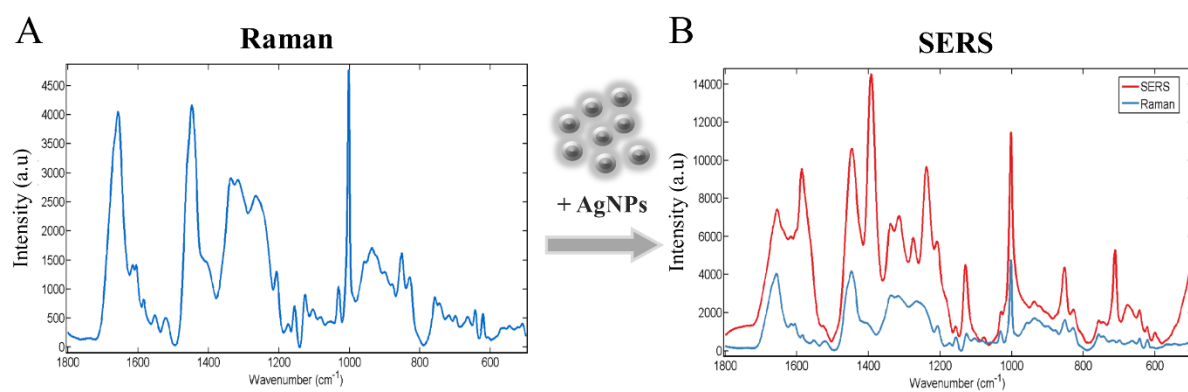 A
Raman
Intensity (a.u)
4500
4000
3500
3000
2500
2000
1500
1000
500
0
1800 1600 1400 1200 1000 800 600
Wavenumber (cm⁻¹)
+ AgNPs
B
SERS
Intensity (a.u)
14000
12000
10000
8000
6000
4000
2000
0
SERS
Raman
1800 1600 1400 1200 1000 800 600
Wavenumber (cm⁻¹)